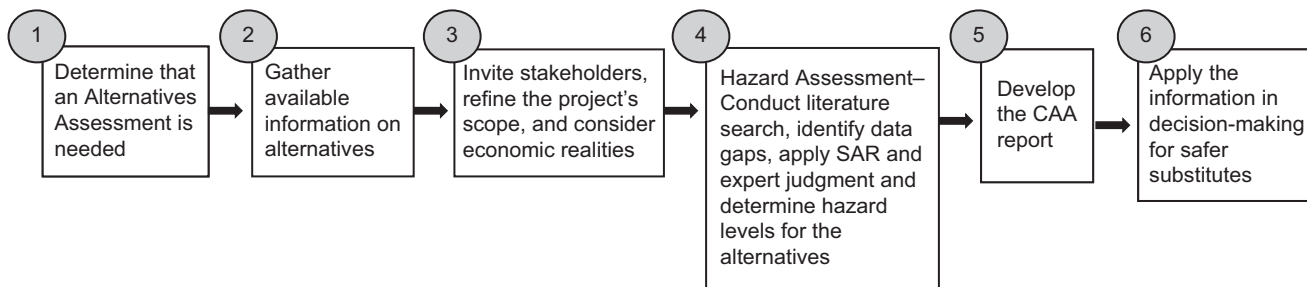 1
Determine that
an Alternatives
Assessment is
needed
2
Gather
available
information on
alternatives
3
Invite stakeholders,
refine the project’s
scope, and consider
economic realities
4
Hazard Assessment–
Conduct literature
search, identify data
gaps, apply SAR and
expert judgment and
determine hazard
levels for the
alternatives
5
Develop
the CAA
report
6
Apply the
information in
decision-making
for safer
substitutes